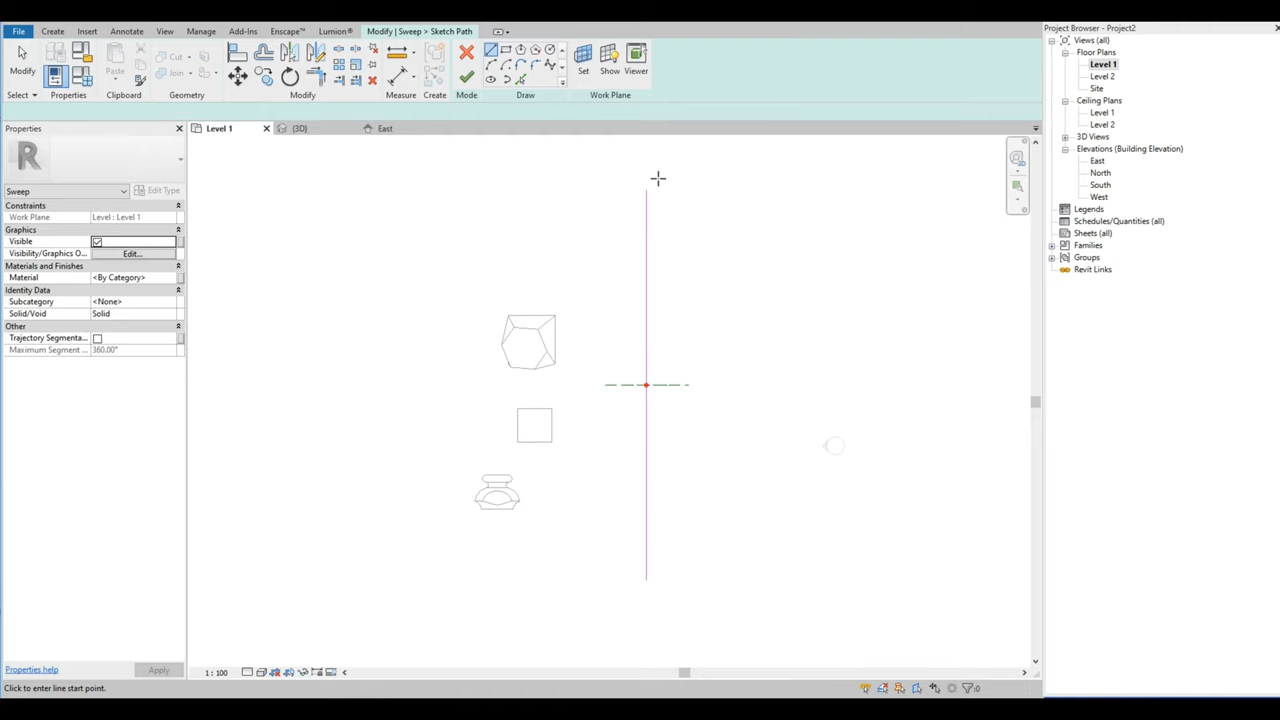 File Create Insert Annotate View Manage Add-Ins Enscape™ Lumion® Modify | Sweep > Sketch Path
Modify
Paste
Cut
Join
Set Show Viewer
Select Properties Clipboard Geometry Modify Measure Create Mode Draw Work Plane
Properties
Level 1 {3D} East
R
Sweep Edit Type
Constraints
Work Plane Level : Level 1
Graphics
Visible
Visibility/Graphics O... Edit...
Materials and Finishes
Material <By Category>
Identity Data
Subcategory <None>
Solid/Void Solid
Other
Trajectory Segmenta...
Maximum Segment ... 360.00°
Properties help Apply
1 : 100
Click to enter line start point.
:0
Project Browser - Project2
Views (all)
Floor Plans
Level 1
Level 2
Site
Ceiling Plans
Level 1
Level 2
3D Views
Elevations (Building Elevation)
East
North
South
West
Legends
Schedules/Quantities (all)
Sheets (all)
Families
Groups
Revit Links